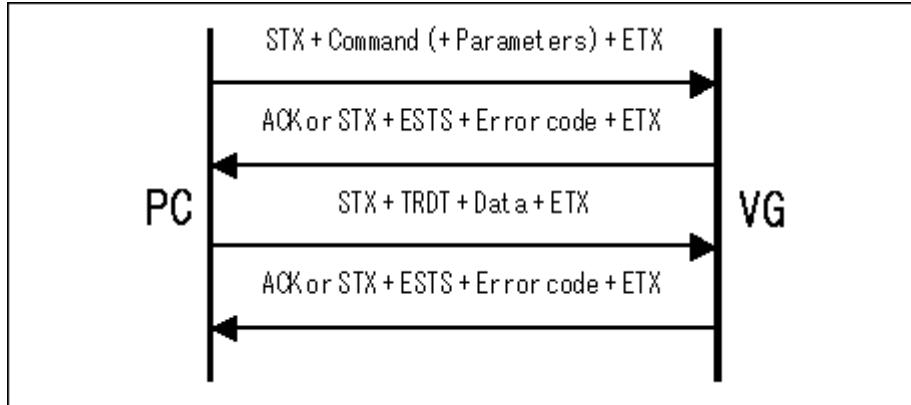 STX + Command (+ Parameters) + ETX
ACK or STX + ESTS + Error code + ETX
PC
STX + TRDT + Data + ETX
VG
ACK or STX + ESTS + Error code + ETX